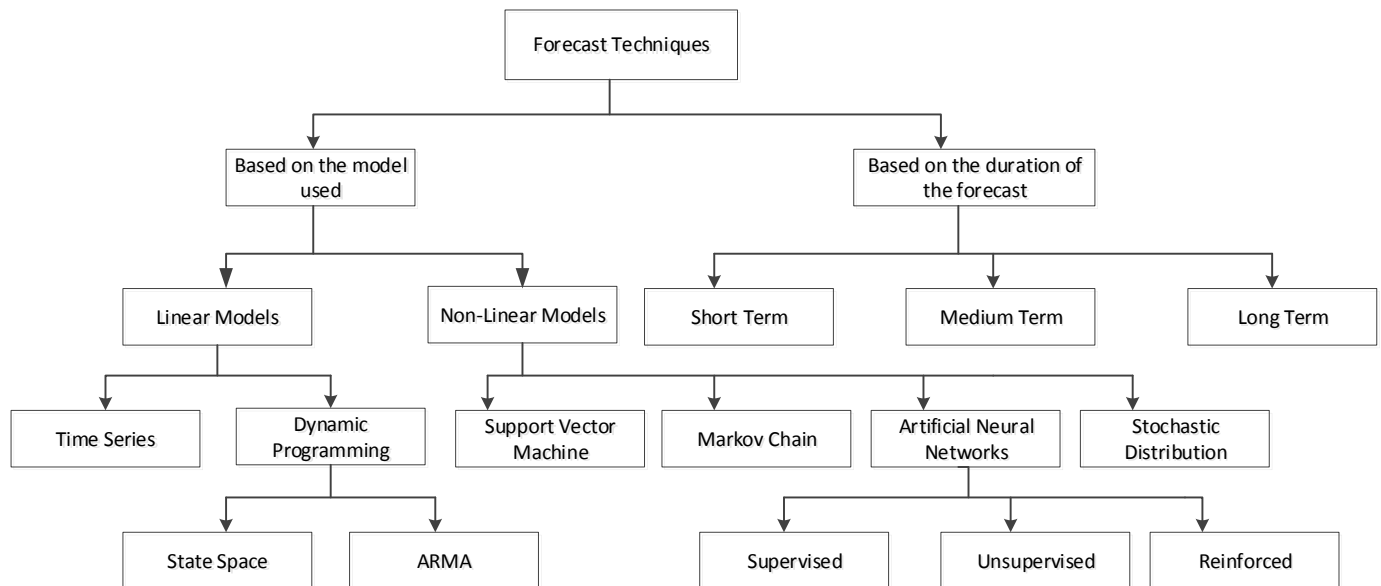 Forecast Techniques
Based on the model
used
Based on the duration of
the forecast
Linear Models
Non-Linear Models
Short Term
Medium Term
Long Term
Time Series
Dynamic
Programming
Support Vector
Machine
Markov Chain
Artificial Neural
Networks
Stochastic
Distribution
State Space
ARMA
Supervised
Unsupervised
Reinforced